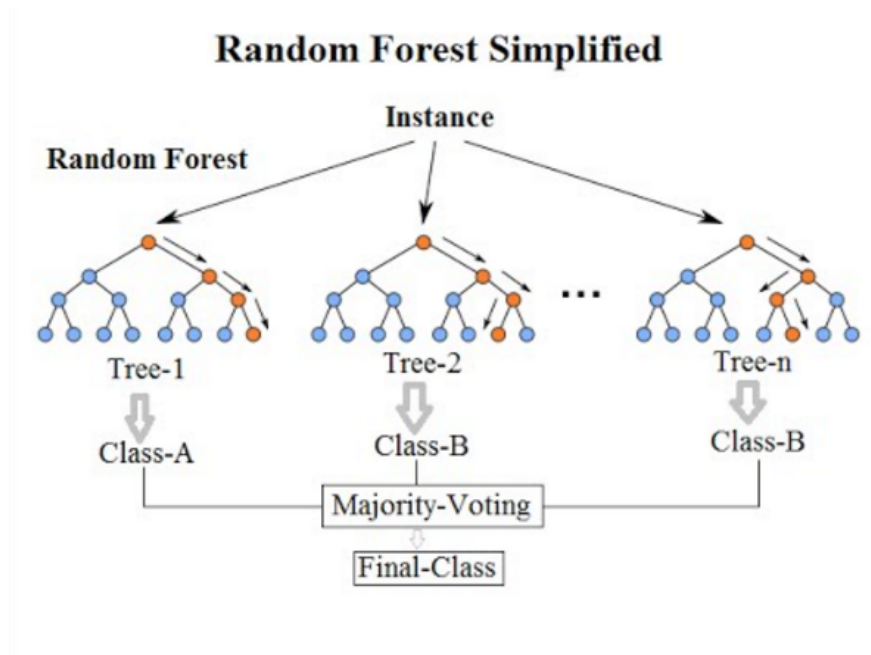 Random Forest Simplified
Instance
Random Forest
...
Tree-1
Tree-2
Tree-n
Class-A
Class-B
Class-B
Majority-Voting
Final-Class